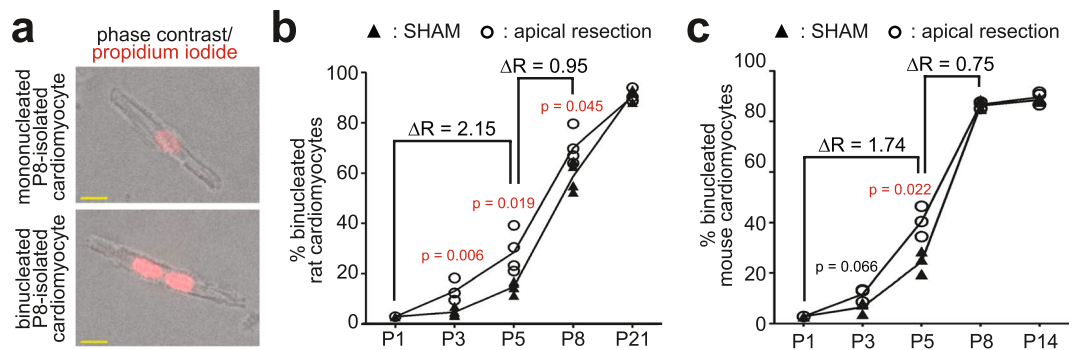 a
phase contrast/
propidium iodide
mononucleated
P8-isolated
cardiomyocyte
binucleated
P8-isolated
cardiomyocyte
b
▲ : SHAM ○ : apical resection
% binucleated
rat cardiomyocytes
100
80
60
40
20
0
ΔR = 0.95
p = 0.045
ΔR = 2.15
p = 0.019
p = 0.006
P1 P3 P5 P8 P21
c
▲ : SHAM ○ : apical resection
% binucleated
mouse cardiomyocytes
100
80
60
40
20
0
ΔR = 0.75
ΔR = 1.74
p = 0.022
p = 0.066
P1 P3 P5 P8 P14